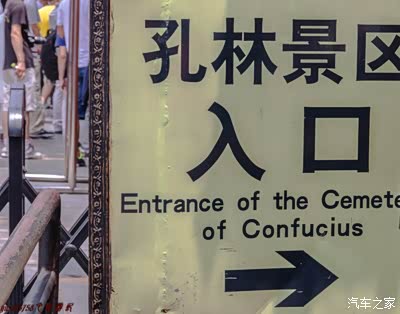 孔林景区
入口
Entrance of the Cemete
of Confucius
汽车之家